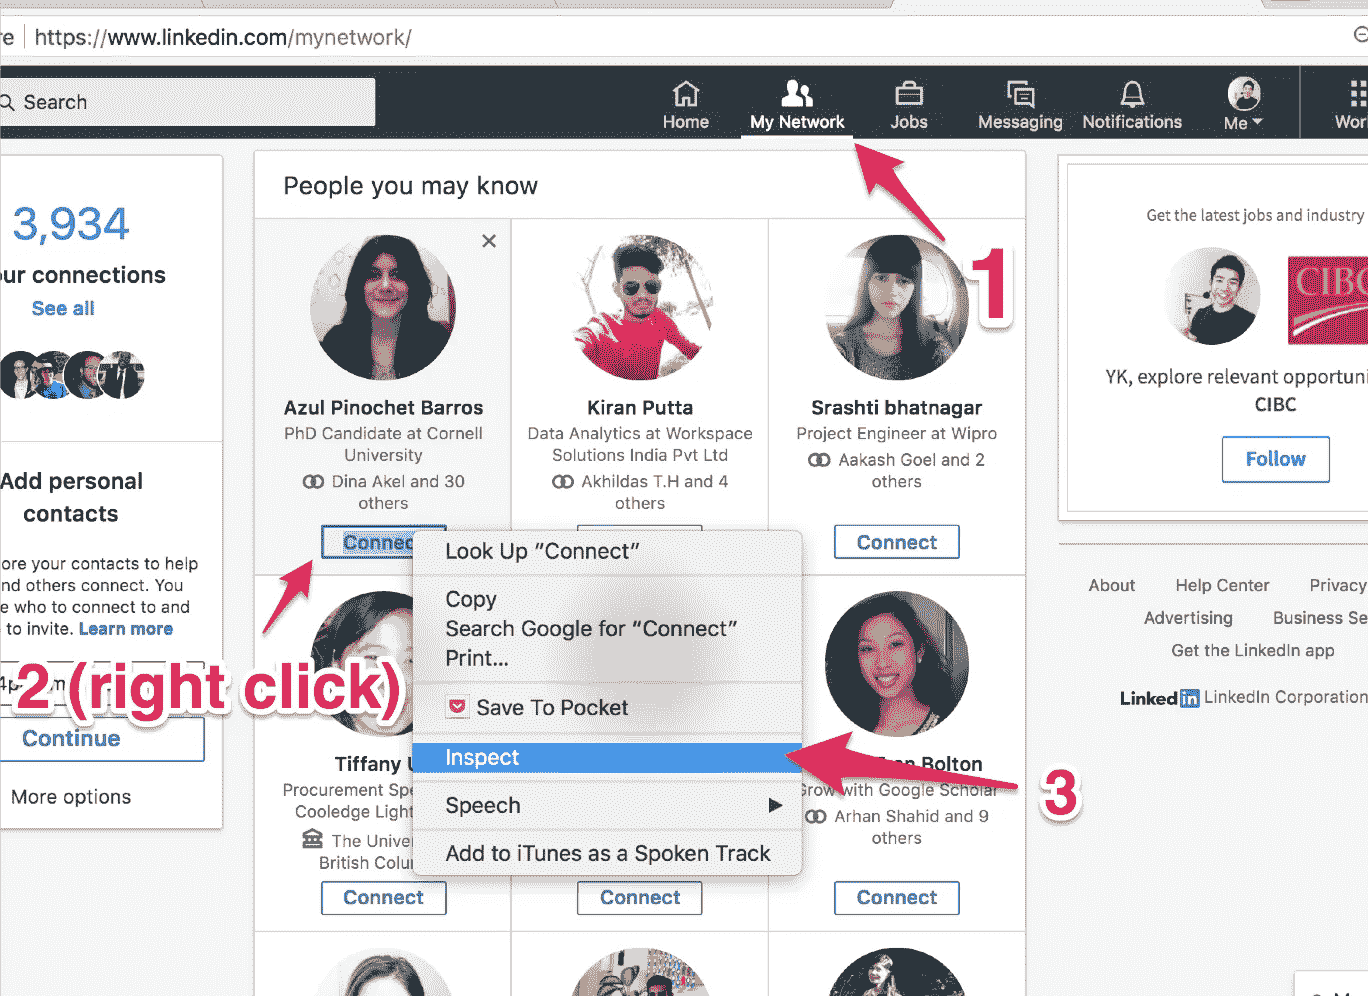 re https://www.linkedin.com/mynetwork/
Search
Home
My Network
Jobs
Messaging
Notifications
Me
Wor
3,934
our connections
See all
Add personal
contacts
ore your contacts to help
nd others connect. You
e who to connect to and
to invite. Learn more
Continue
More options
People you may know
Azul Pinochet Barros
PhD Candidate at Cornell
University
Dina Akel and 30
others
Connec
Kiran Putta
Data Analytics at Workspace
Solutions India Pvt Ltd
Akhildas T.H and 4
others
Srashti bhatnagar
Project Engineer at Wipro
Aakash Goel and 2
others
Connect
1
2 (right click)
3
Look Up “Connect”
Copy
Search Google for “Connect”
Print...
Save To Pocket
Inspect
Speech
Add to iTunes as a Spoken Track
Tiffany
Procurement Spe
Cooledge Light
The Univer
British Colu
Connect
Connect
Bolton
Grow with Google Scholar
Arhan Shahid and 9
others
Connect
Get the latest jobs and industry
CIBC
YK, explore relevant opportuni
CIBC
Follow
About Help Center Privacy
Advertising Business Se
Get the LinkedIn app
LinkedIn LinkedIn Corporation